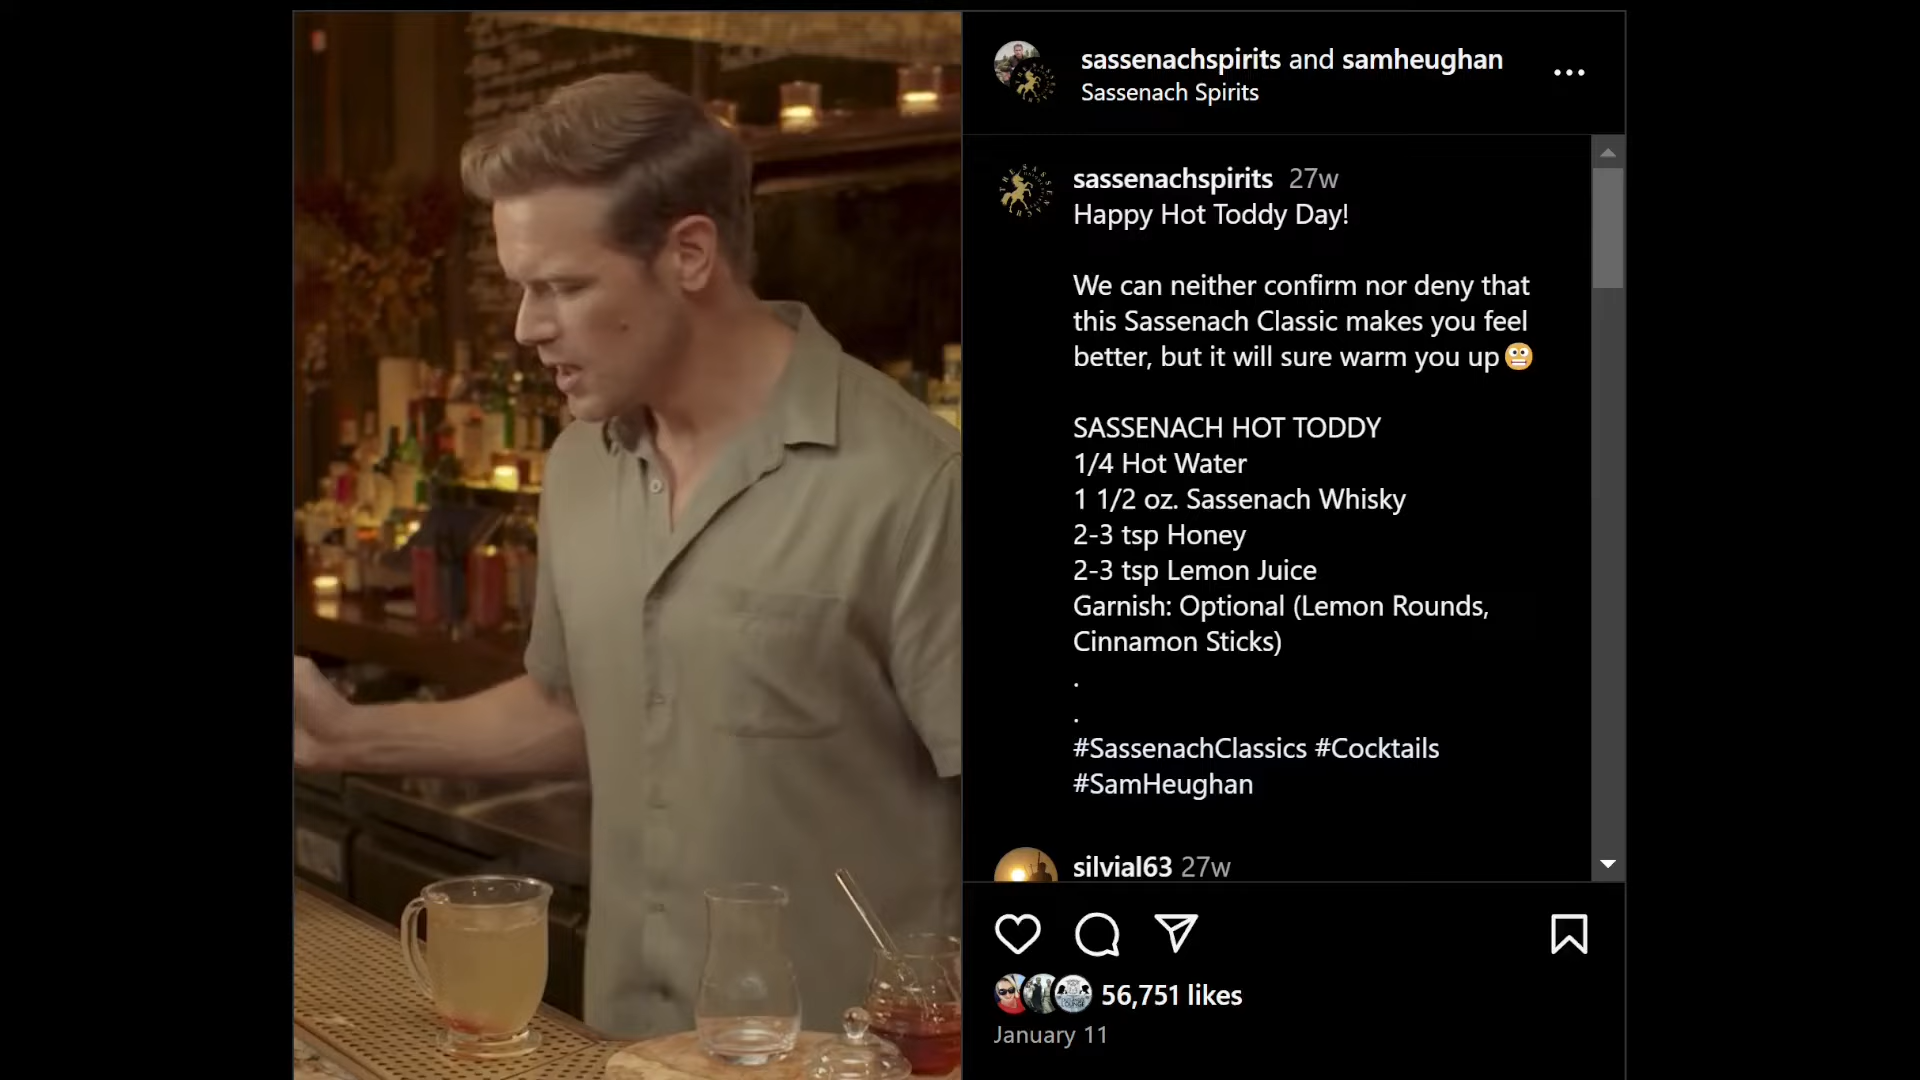 sassenachspirits and samheughan
Sassenach Spirits
sassenachspirits 27w
Happy Hot Toddy Day!
We can neither confirm nor deny that
this Sassenach Classic makes you feel
better, but it will sure warm you up😬
SASSENACH HOT TODDY
1/4 Hot Water
1 1/2 oz. Sassenach Whisky
2-3 tsp Honey
2-3 tsp Lemon Juice
Garnish: Optional (Lemon Rounds,
Cinnamon Sticks)
.
.
#SassenachClassics #Cocktails
#SamHeughan
silvial63 27w
56,751 likes
January 11